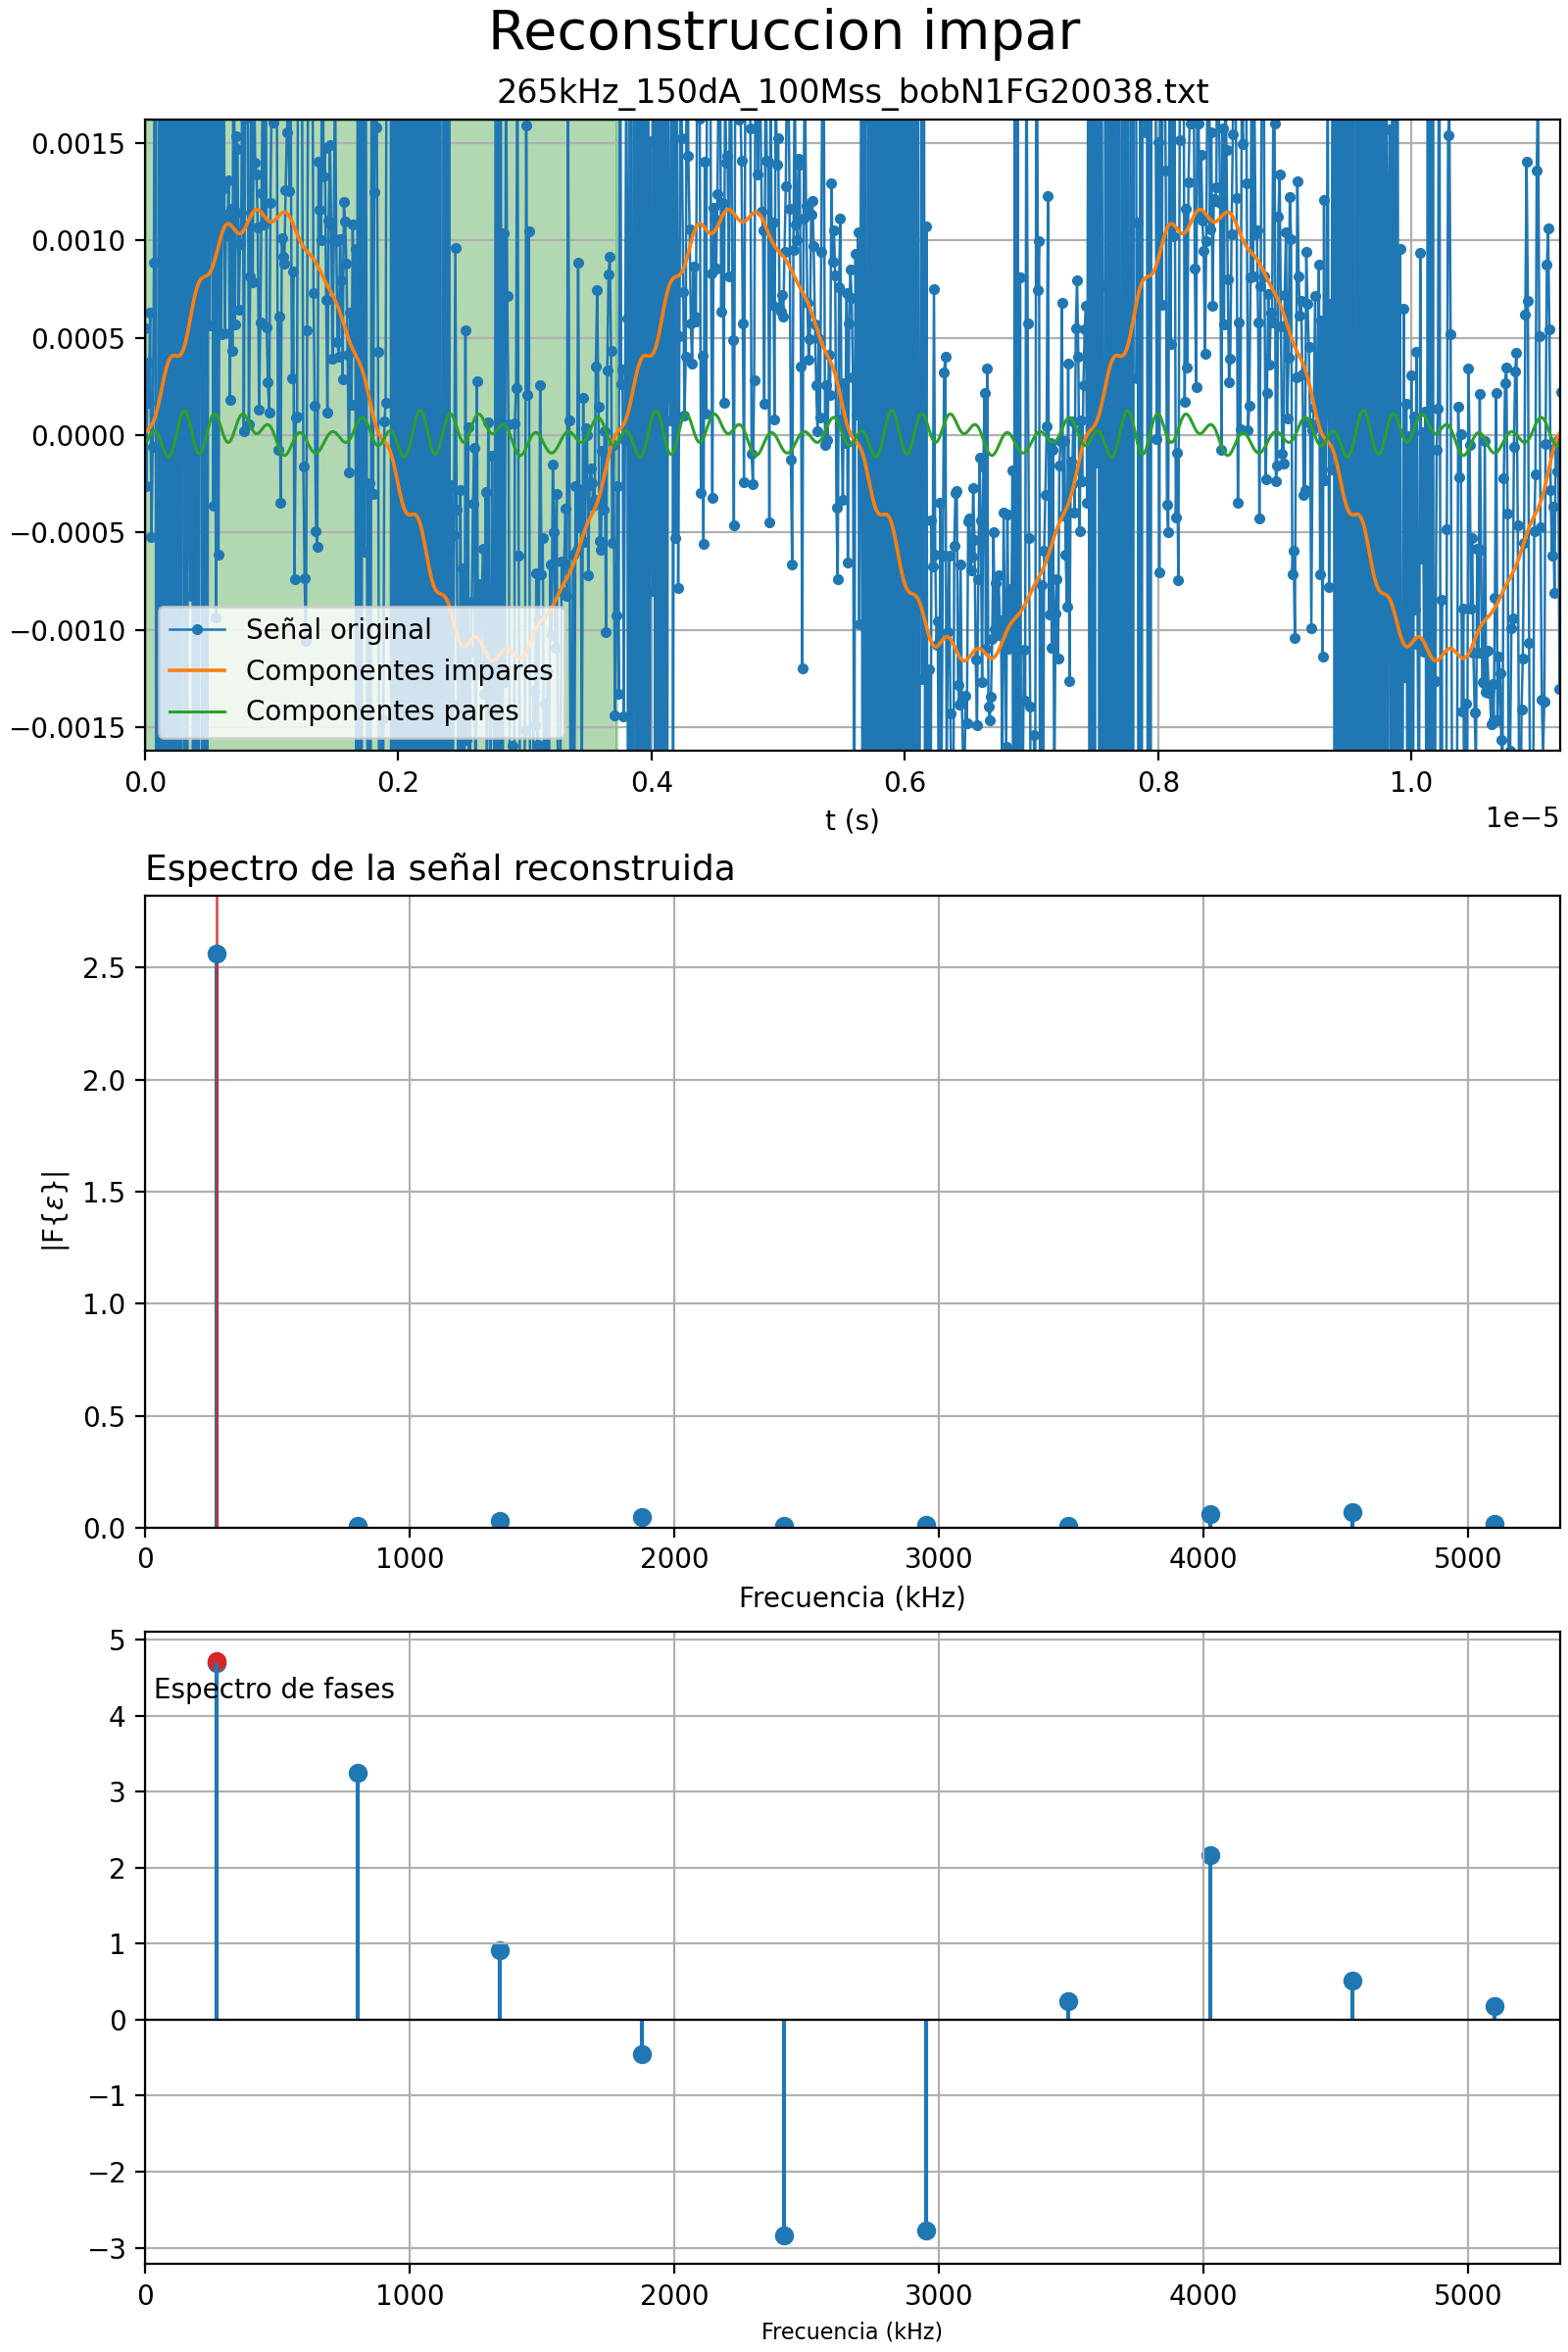 Reconstruccion impar
265kHz_150dA_100Mss_bobN1FG20038.txt
0.0015
0.0010
0.0005
0.0000
−0.0005
−0.0010
−0.0015
Señal original
Componentes impares
Componentes pares
0.0 0.2 0.4 0.6 0.8 1.0
1e−5
t (s)
Espectro de la señal reconstruida
2.5
2.0
1.5
1.0
0.5
0.0
|F{ε}|
0 1000 2000 3000 4000 5000
Frecuencia (kHz)
5
Espectro de fases
4
3
2
1
0
−1
−2
−3
0 1000 2000 3000 4000 5000
Frecuencia (kHz)